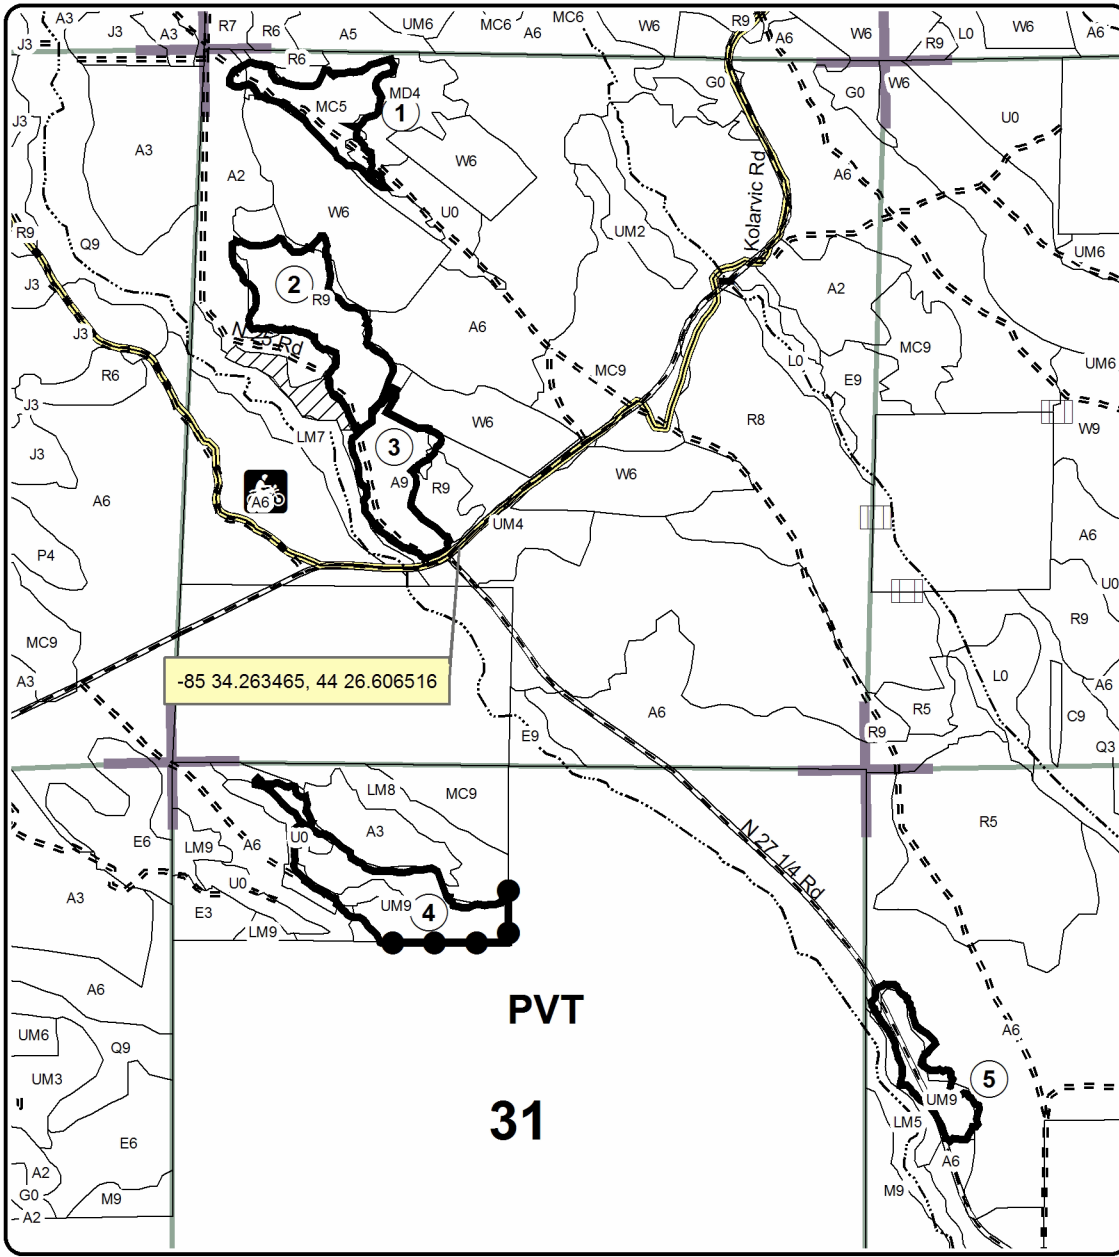 A3
R7
R6
J3
A3
A5
UM6
MC6
A6
MC6
W6
R9
A6
W6
R9
L0
W6
A6
J3
R6
MC5
MD4
1
G0
G0
W6
U0
J3
A3
A2
W6
U0
W6
Kolarvic Rd
A6
UM2
UM6
R9
Q9
J3
2
R9
A2
A6
J3
N 25 Rd
R6
MC9
L0
E9
MC9
UM6
J3
LM7
W6
R8
W9
J3
3
A9
R9
W6
A6
A6
UM4
A6
P4
U0
R9
MC9
A3
-85 34.263465, 44 26.606516
A6
E9
L0
R5
R9
A6
C9
Q3
LM8
MC9
A3
U0
A6
LM9
E6
U0
A3
E3
LM9
UM9
4
N 27 1/4 Rd
R5
A6
PVT
A6
UM6
Q9
UM3
5
UM9
31
LM5
E6
A6
A2
G0
A2
M9
M9